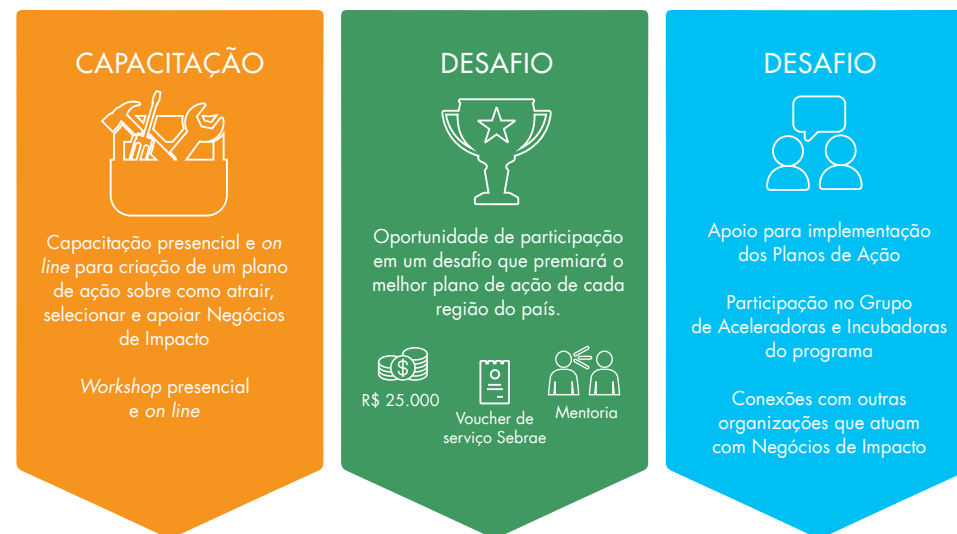 CAPACITAÇÃO
Capacitação presencial e on
line para criação de um plano
de ação sobre como atrair,
selecionar e apoiar Negócios
de Impacto
Workshop presencial
e on line
DESAFIO
Oportunidade de participação
em um desafio que premiará o
melhor plano de ação de cada
região do país.
$
R$ 25.000
Voucher de
serviço Sebrae
Mentoria
DESAFIO
Apoio para implementação
dos Planos de Ação
Participação no Grupo
de Aceleradoras e Incubadoras
do programa
Conexões com outras
organizações que atuam
com Negócios de Impacto